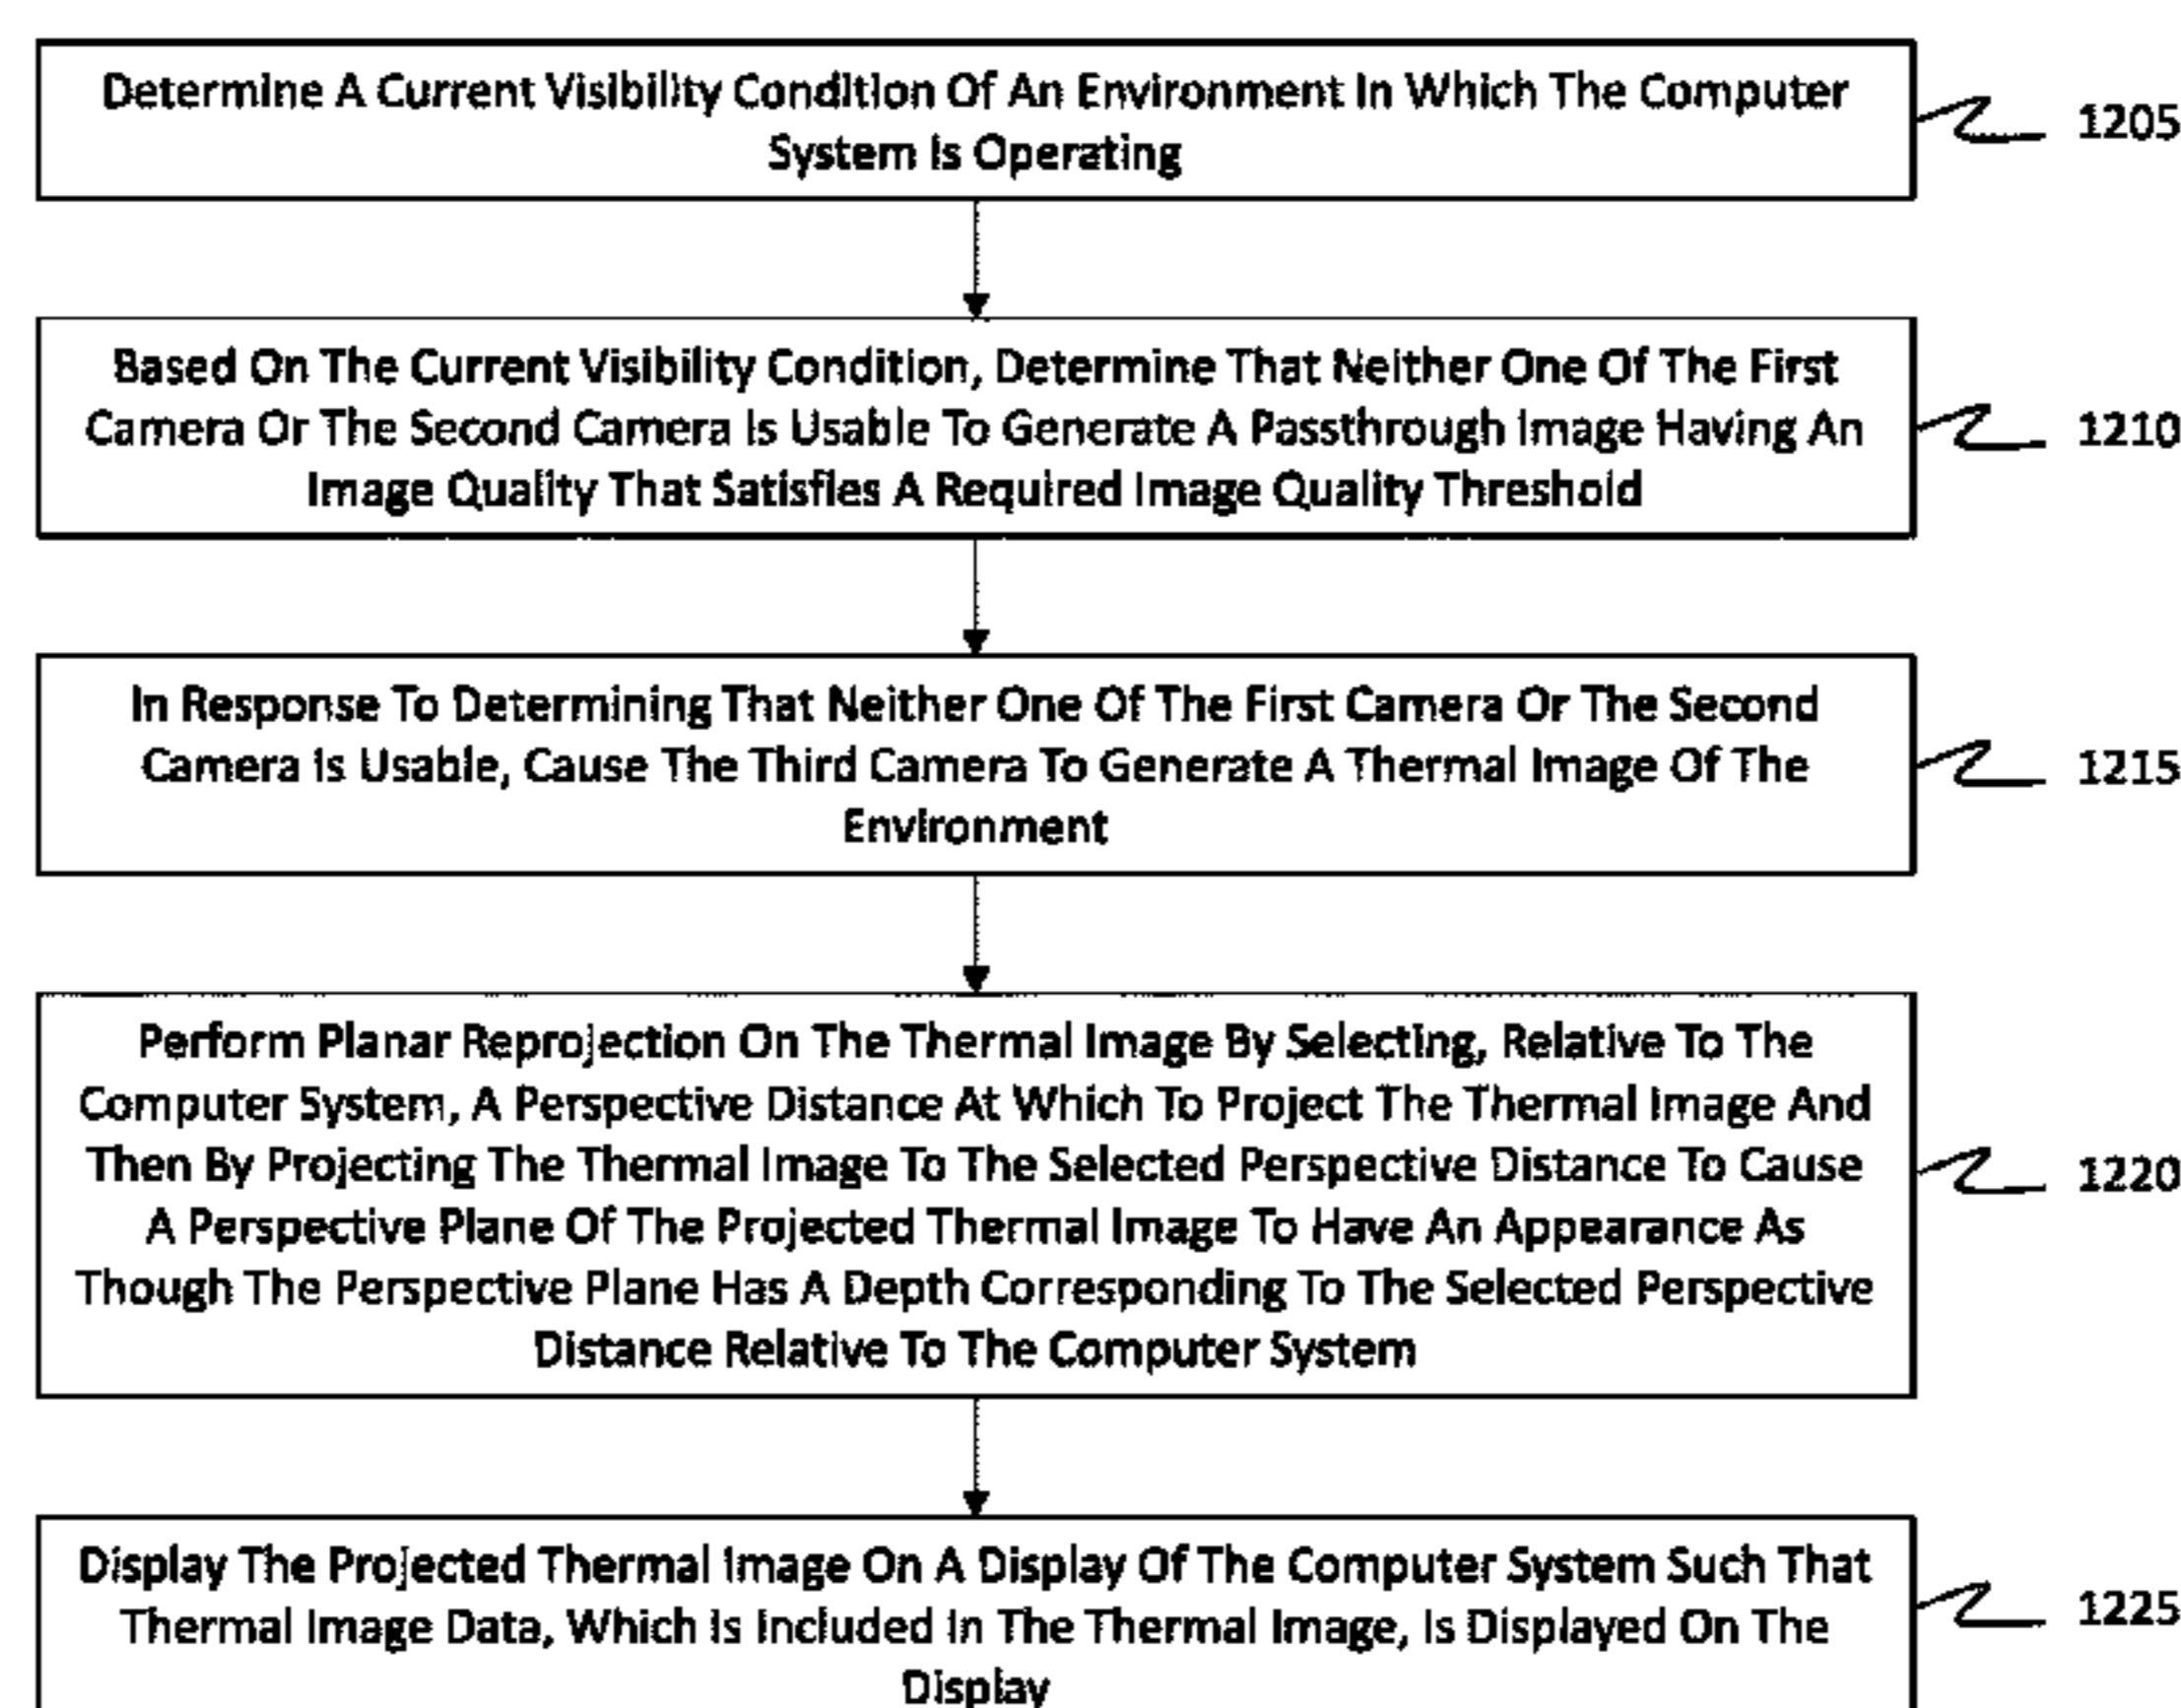 Determine A Current Visibility Condition Of An Environment In Which The Computer
System Is Operating
1205
Based On The Current Visibility Condition, Determine That Neither One Of The First
Camera Or The Second Camera Is Usable To Generate A Passthrough Image Having An
Image Quality That Satisfies A Required Image Quality Threshold
1210
In Response To Determining That Neither One Of The First Camera Or The Second
Camera Is Usable, Cause The Third Camera To Generate A Thermal Image Of The
Environment
1215
Perform Planar Reprojection On The Thermal Image By Selecting, Relative To The
Computer System, A Perspective Distance At Which To Project The Thermal Image And
Then By Projecting The Thermal Image To The Selected Perspective Distance To Cause
A Perspective Plane Of The Projected Thermal Image To Have An Appearance As
Though The Perspective Plane Has A Depth Corresponding To The Selected Perspective
Distance Relative To The Computer System
1220
Display The Projected Thermal Image On A Display Of The Computer System Such That
Thermal Image Data, Which Is Included In The Thermal Image, Is Displayed On The
Display
1225